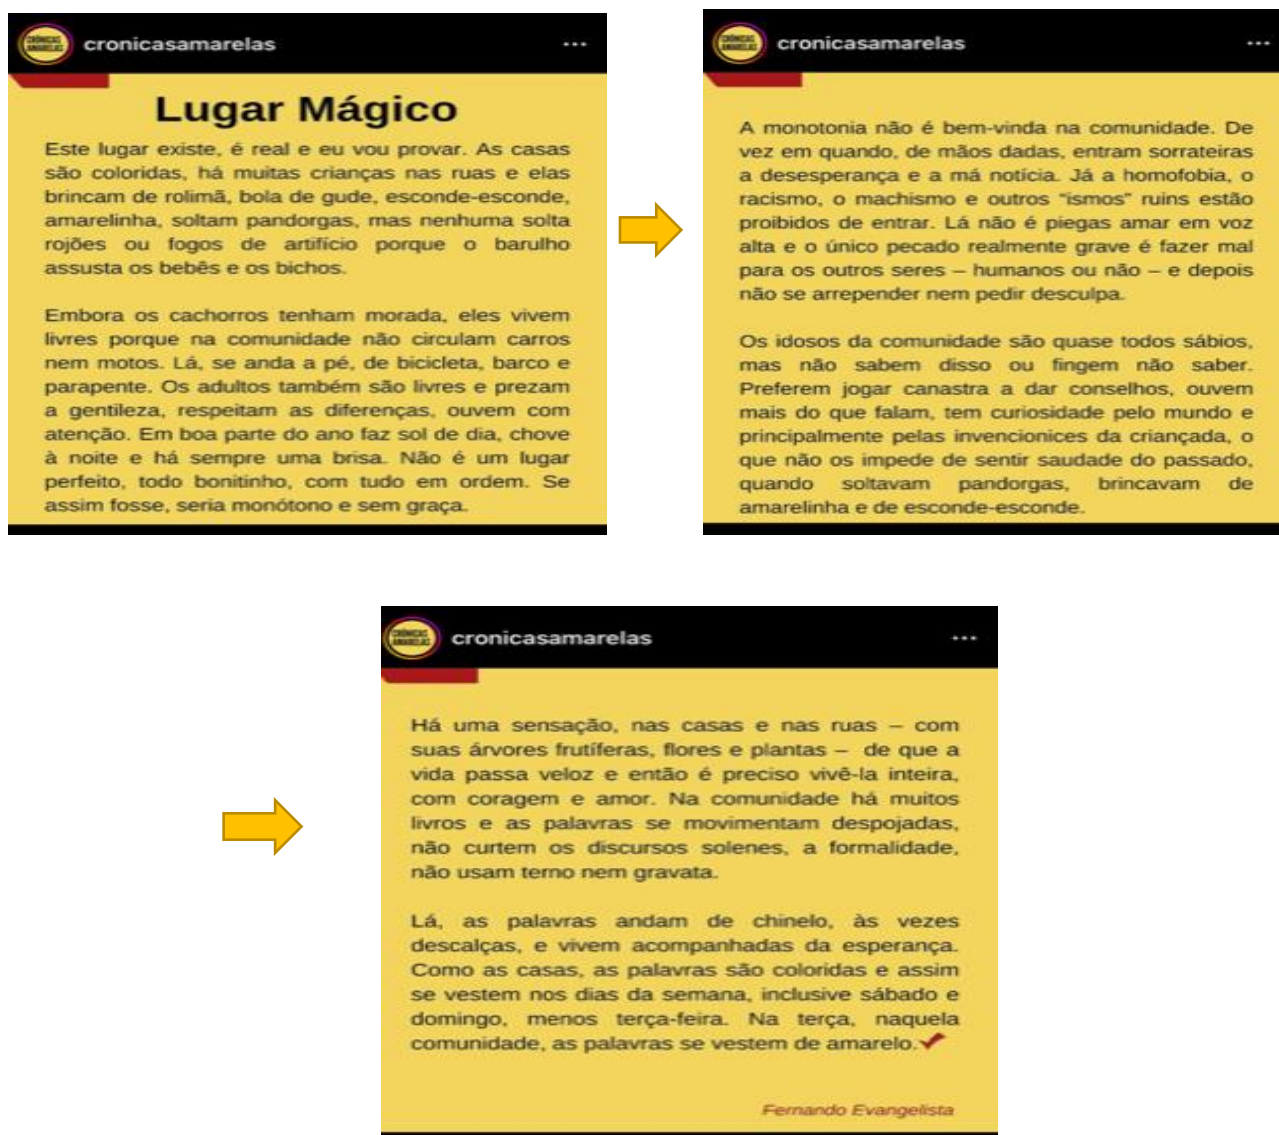 CRÔNICAS
AMARELAS
cronicasamarelas
Lugar Mágico
Este lugar existe, é real e eu vou provar. As casas
são coloridas, há muitas crianças nas ruas e elas
brincam de rolimã, bola de gude, esconde-esconde,
amarelinha, soltam pandorgas, mas nenhuma solta
rojões ou fogos de artifício porque o barulho
assusta os bebês e os bichos.
Embora os cachorros tenham morada, eles vivem
livres porque na comunidade não circulam carros
nem motos. Lá, se anda a pé, de bicicleta, barco e
parapente. Os adultos também são livres e prezam
a gentileza, respeitam as diferenças, ouvem com
atenção. Em boa parte do ano faz sol de dia, chove
à noite e há sempre uma brisa. Não é um lugar
perfeito, todo bonitinho, com tudo em ordem. Se
assim fosse, seria monótono e sem graça.
CRÔNICAS
AMARELAS
cronicasamarelas
A monotonia não é bem-vinda na comunidade. De
vez em quando, de mãos dadas, entram sorrateiras
a desesperança e a má notícia. Já a homofobia, o
racismo, o machismo e outros "ismos" ruins estão
proibidos de entrar. Lá não é piegas amar em voz
alta e o único pecado realmente grave é fazer mal
para os outros seres – humanos ou não – e depois
não se arrepender nem pedir desculpa.
Os idosos da comunidade são quase todos sábios,
mas não sabem disso ou fingem não saber.
Preferem jogar canastra a dar conselhos, ouvem
mais do que falam, tem curiosidade pelo mundo e
principalmente pelas invencionices da criançada, o
que não os impede de sentir saudade do passado,
quando soltavam pandorgas, brincavam de
amarelinha e de esconde-esconde.
CRÔNICAS
AMARELAS
cronicasamarelas
Há uma sensação, nas casas e nas ruas – com
suas árvores frutíferas, flores e plantas – de que a
vida passa veloz e então é preciso vivê-la inteira,
com coragem e amor. Na comunidade há muitos
livros e as palavras se movimentam despojadas,
não curtem os discursos solenes, a formalidade,
não usam terno nem gravata.
Lá, as palavras andam de chinelo, às vezes
descalças, e vivem acompanhadas da esperança.
Como as casas, as palavras são coloridas e assim
se vestem nos dias da semana, inclusive sábado e
domingo, menos terça-feira. Na terça, naquela
comunidade, as palavras se vestem de amarelo.
Fernando Evangelista